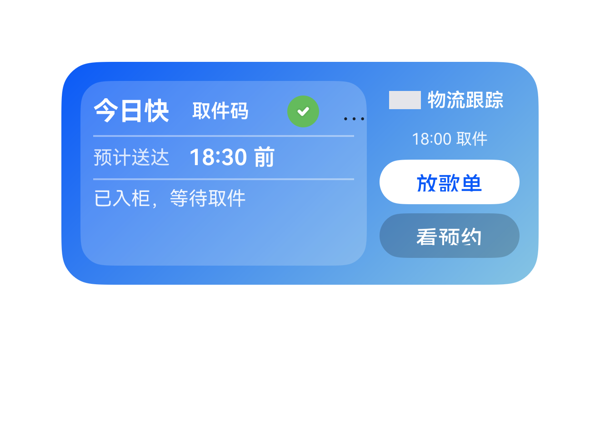 今日快 取件码 ...
预计送达 18:30 前
已入柜，等待取件
物流跟踪
18:00 取件
放歌单
看预约